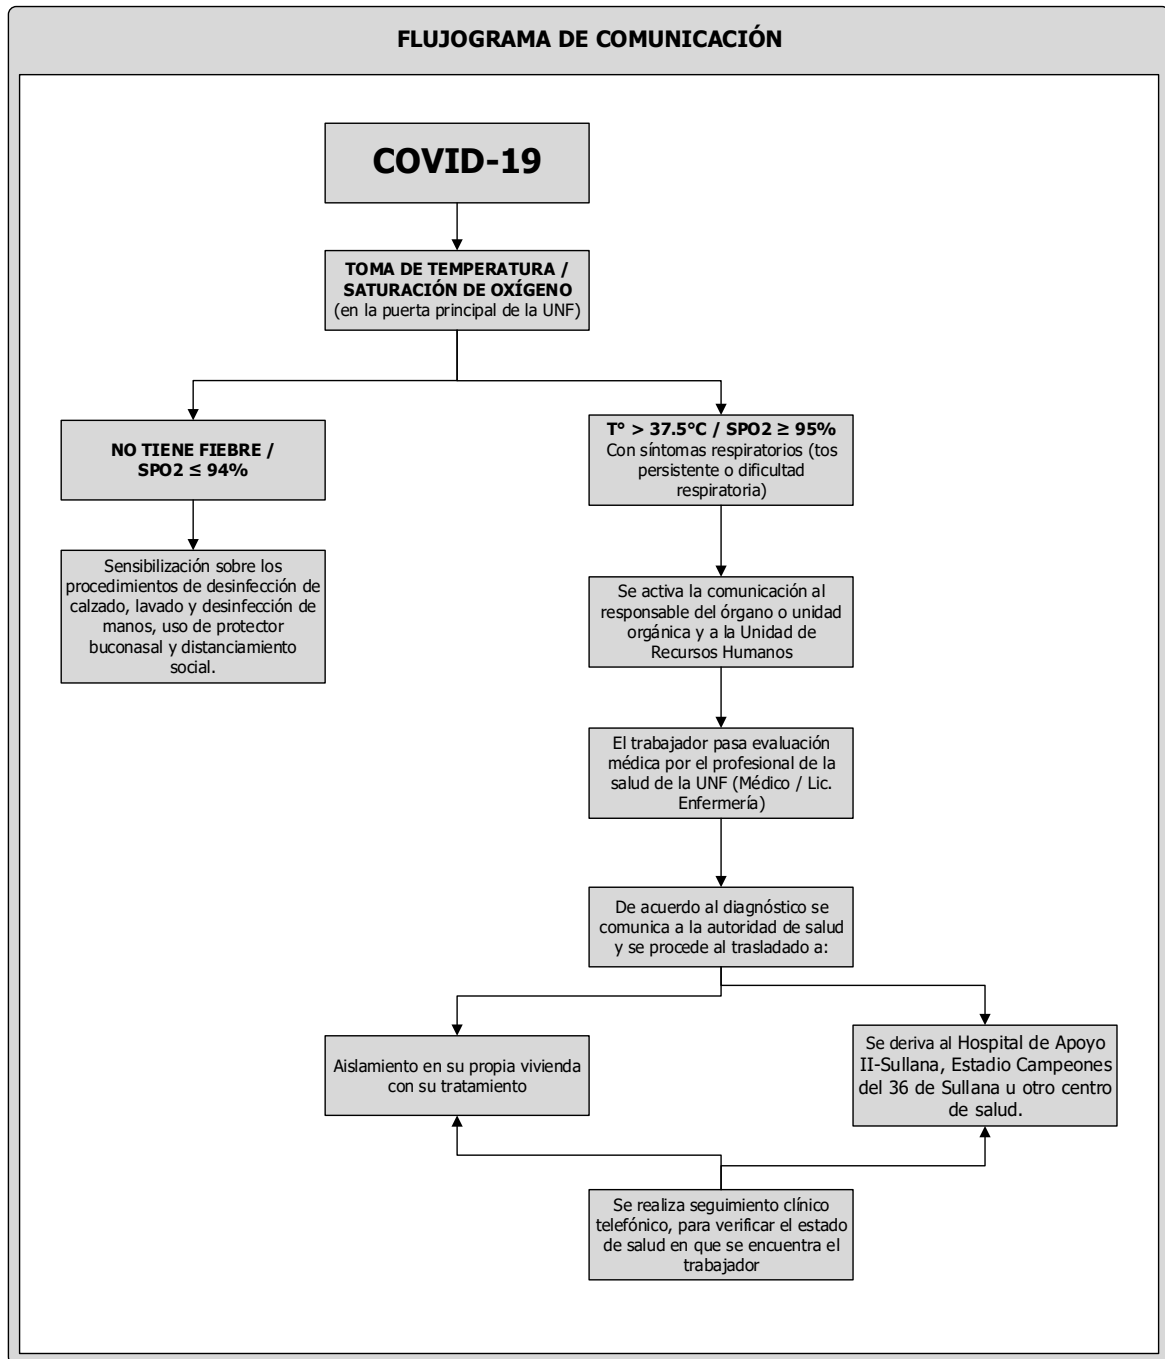 FLUJOGRAMA DE COMUNICACIÓN
COVID-19
TOMA DE TEMPERATURA /
SATURACIÓN DE OXÍGENO
(en la puerta principal de la UNF)
NO TIENE FIEBRE /
SPO2 ≤ 94%
T° > 37.5°C / SPO2 ≥ 95%
Con síntomas respiratorios (tos
persistente o dificultad
respiratoria)
Sensibilización sobre los
procedimientos de desinfección de
calzado, lavado y desinfección de
manos, uso de protector
buconasal y distanciamiento
social.
Se activa la comunicación al
responsable del órgano o unidad
orgánica y a la Unidad de
Recursos Humanos
El trabajador pasa evaluación
médica por el profesional de la
salud de la UNF (Médico / Lic.
Enfermería)
De acuerdo al diagnóstico se
comunica a la autoridad de salud
y se procede al trasladado a:
Aislamiento en su propia vivienda
con su tratamiento
Se deriva al Hospital de Apoyo
II-Sullana, Estadio Campeones
del 36 de Sullana u otro centro
de salud.
Se realiza seguimiento clínico
telefónico, para verificar el estado
de salud en que se encuentra el
trabajador